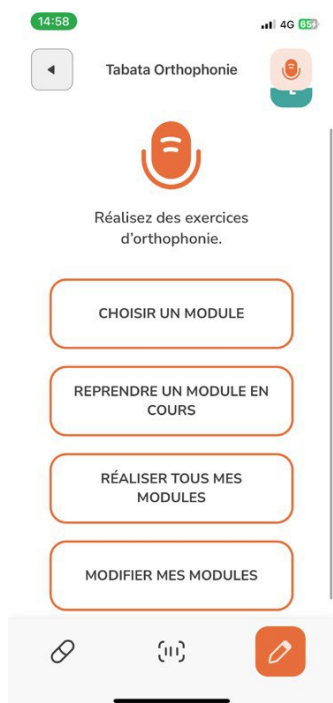 14:58
4G 65
Tabata Orthophonie
Réalisez des exercices
d'orthophonie.
CHOISIR UN MODULE
REPRENDRE UN MODULE EN
COURS
RÉALISER TOUS MES
MODULES
MODIFIER MES MODULES